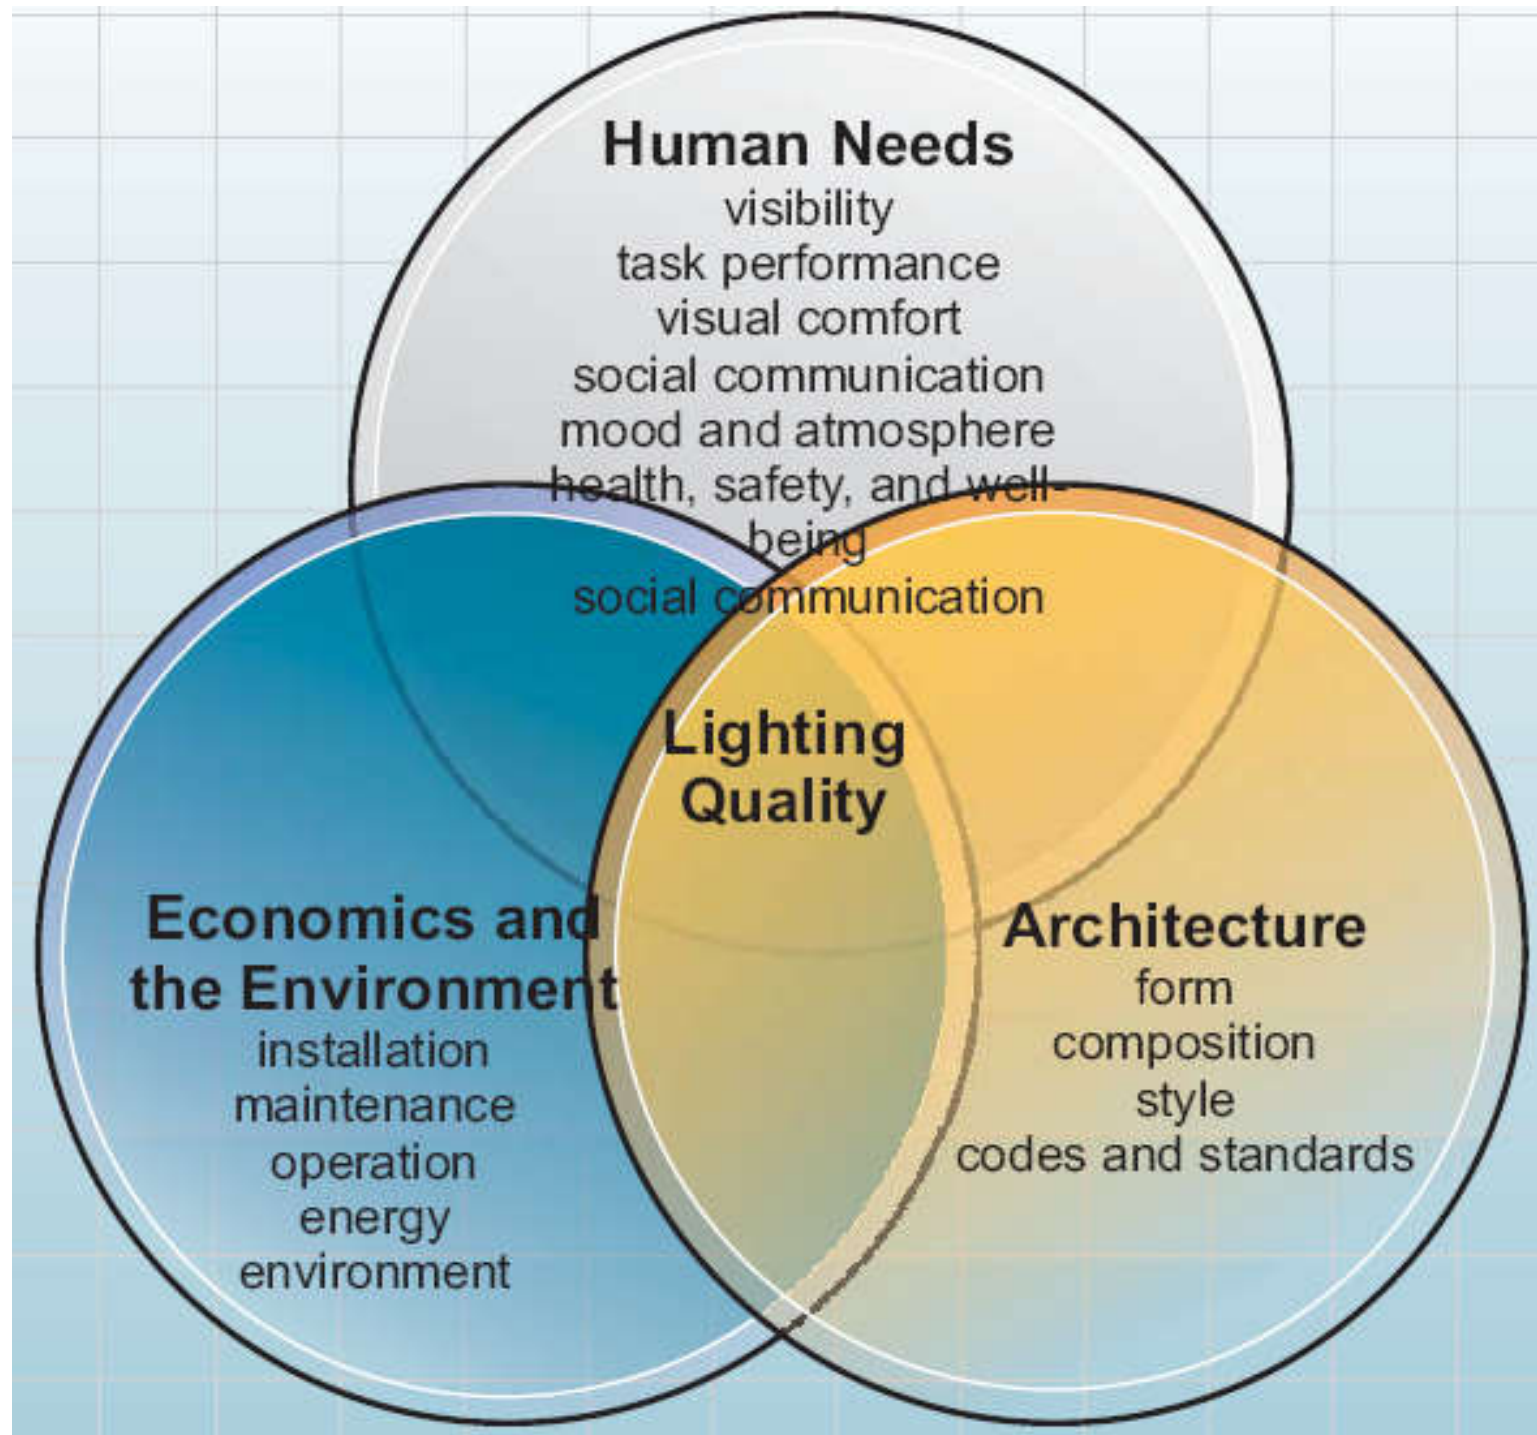 Human Needs
visibility
task performance
visual comfort
social communication
mood and atmosphere
health, safety, and well-
being
social communication
Lighting
Quality
Economics and
the Environment
installation
maintenance
operation
energy
environment
Architecture
form
composition
style
codes and standards